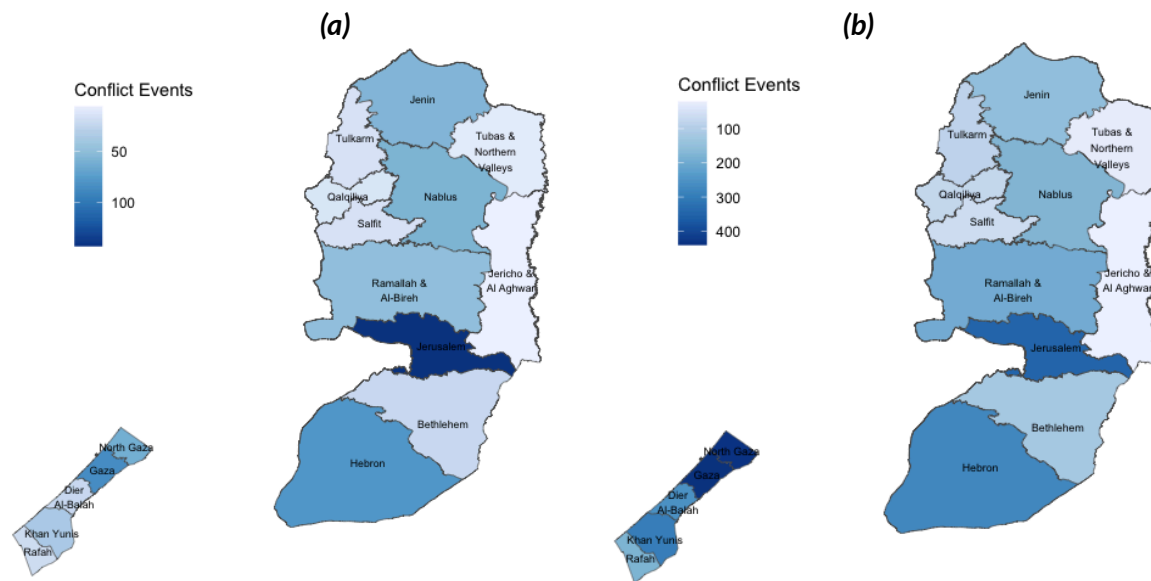 (a)
Conflict Events
50
100
Jenin
Tulkarm
Tubas &
Northern
Valleys
Qalqiliya
Nablus
Salfit
Ramallah &
Al-Bireh
Jericho &
Al Aghwar
Jerusalem
Bethlehem
Hebron
North Gaza
Gaza
Dier
Al-Balah
Khan Yunis
Rafah
(b)
Conflict Events
100
200
300
400
Jenin
Tulkarm
Tubas &
Northern
Valleys
Qalqiliya
Nablus
Salfit
Ramallah &
Al-Bireh
Jericho &
Al Aghwar
Jerusalem
Bethlehem
Hebron
North Gaza
Gaza
Dier
Al-Balah
Khan Yunis
Rafah